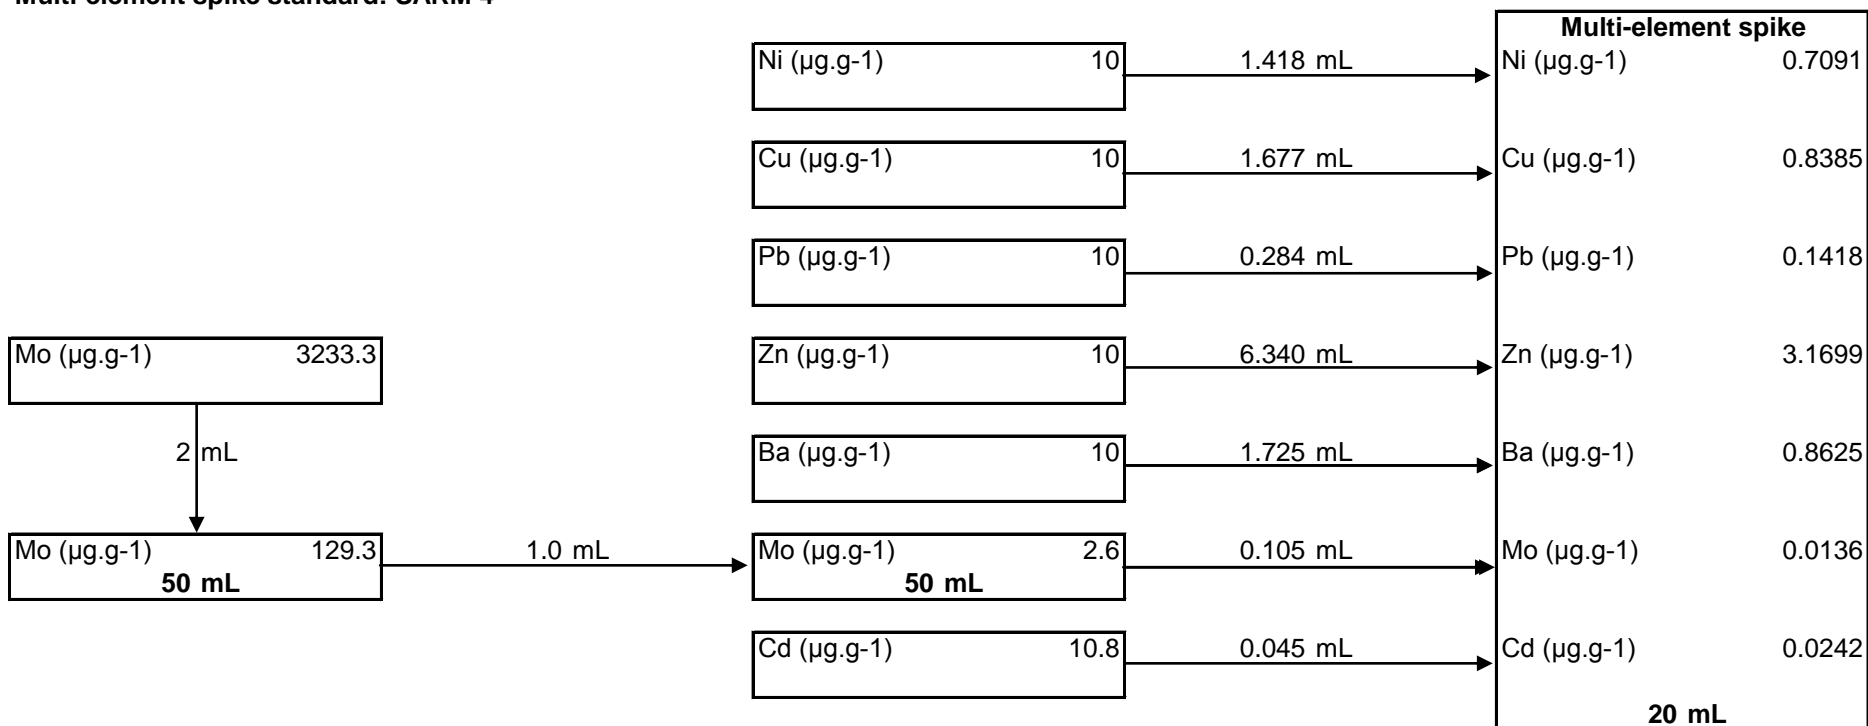 Multi-element spike standard: SARM 4
Multi-element spike
Ni (µg.g-1) 10 1.418 mL Ni (µg.g-1) 0.7091
Cu (µg.g-1) 10 1.677 mL Cu (µg.g-1) 0.8385
Pb (µg.g-1) 10 0.284 mL Pb (µg.g-1) 0.1418
Mo (µg.g-1) 3233.3 Zn (µg.g-1) 10 6.340 mL Zn (µg.g-1) 3.1699
2 mL Ba (µg.g-1) 10 1.725 mL Ba (µg.g-1) 0.8625
Mo (µg.g-1) 129.3 1.0 mL Mo (µg.g-1) 2.6 0.105 mL Mo (µg.g-1) 0.0136
50 mL 50 mL
Cd (µg.g-1) 10.8 0.045 mL Cd (µg.g-1) 0.0242
20 mL